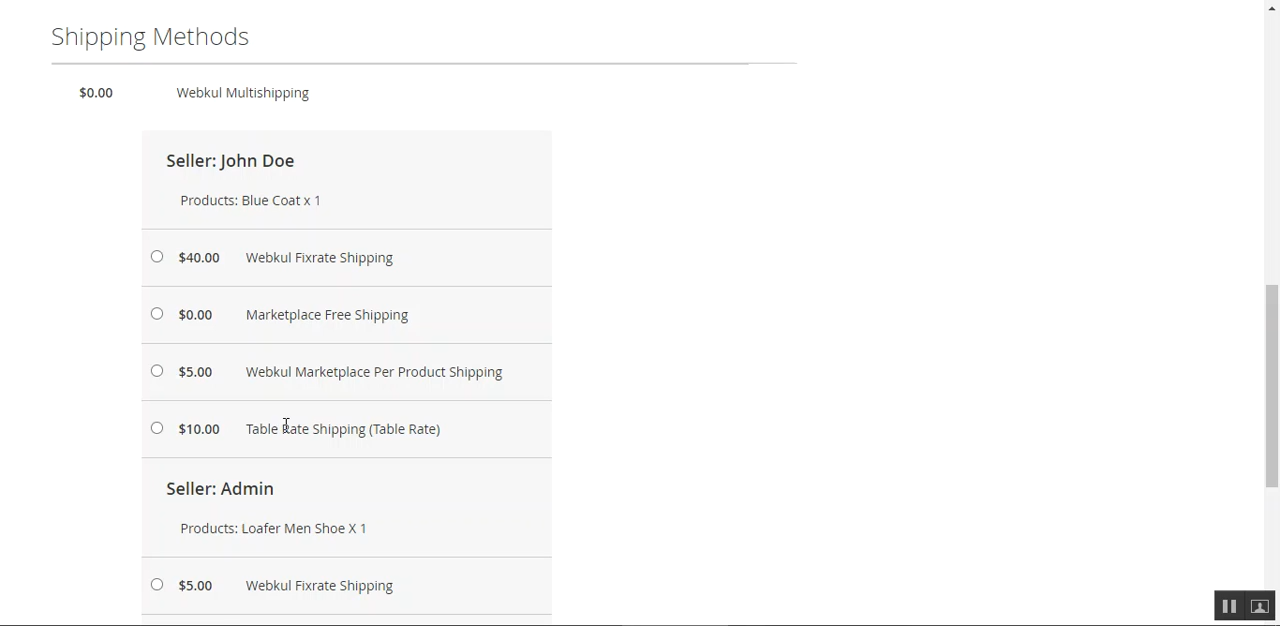 Shipping Methods
$0.00 Webkul Multishipping
Seller: John Doe
Products: Blue Coat x 1
$40.00 Webkul Fixrate Shipping
$0.00 Marketplace Free Shipping
$5.00 Webkul Marketplace Per Product Shipping
$10.00 Table Rate Shipping (Table Rate)
Seller: Admin
Products: Loafer Men Shoe X 1
$5.00 Webkul Fixrate Shipping